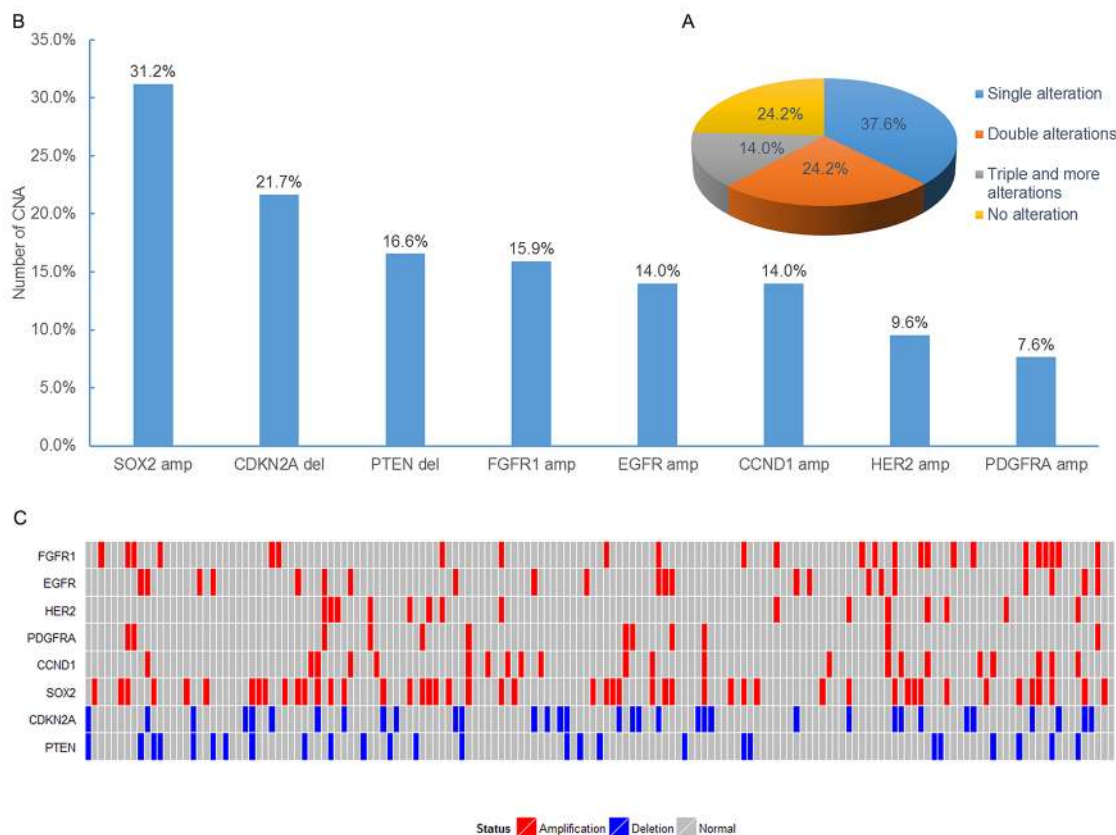 B
A
35.0%
30.0%
25.0%
20.0%
15.0%
10.0%
5.0%
0.0%
Number of CNA
31.2%
21.7%
16.6%
15.9%
14.0%
14.0%
9.6%
7.6%
SOX2 amp
CDKN2A del
PTEN del
FGFR1 amp
EGFR amp
CCND1 amp
HER2 amp
PDGFRA amp
24.2%
37.6%
14.0%
24.2%
Single alteration
Double alterations
Triple and more
alterations
No alteration
C
FGFR1
EGFR
HER2
PDGFRA
CCND1
SOX2
CDKN2A
PTEN
Status Amplification Deletion Normal